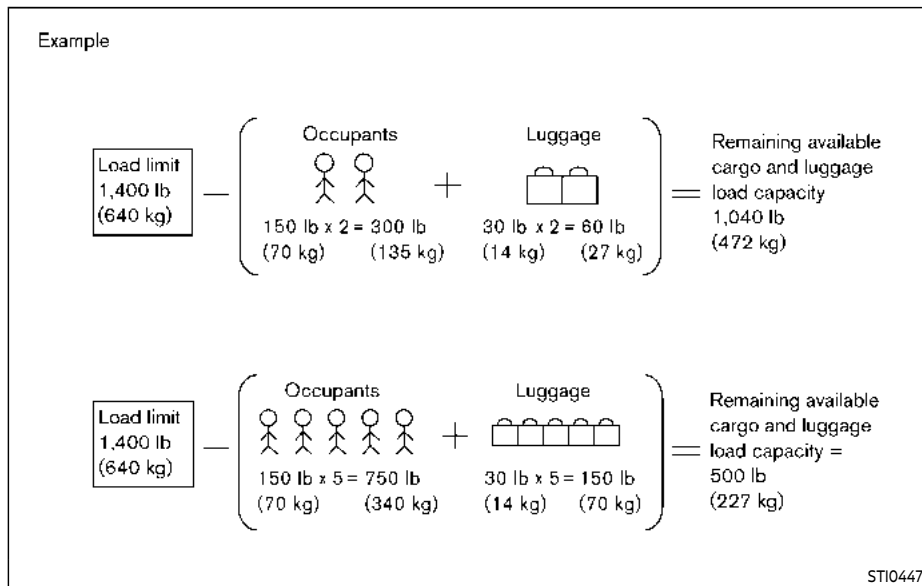 Example
Occupants
Luggage
Load limit
1,400 lb
(640 kg)
—
+
=
150 lb x 2 = 300 lb
(70 kg) (135 kg)
30 lb x 2 = 60 lb
(14 kg) (27 kg)
Remaining available
cargo and luggage
load capacity
1,040 lb
(472 kg)
Occupants
Luggage
Load limit
1,400 lb
(640 kg)
—
+
=
150 lb x 5 = 750 lb
(70 kg) (340 kg)
30 lb x 5 = 150 lb
(14 kg) (70 kg)
Remaining available
cargo and luggage
load capacity =
500 lb
(227 kg)
STI0447